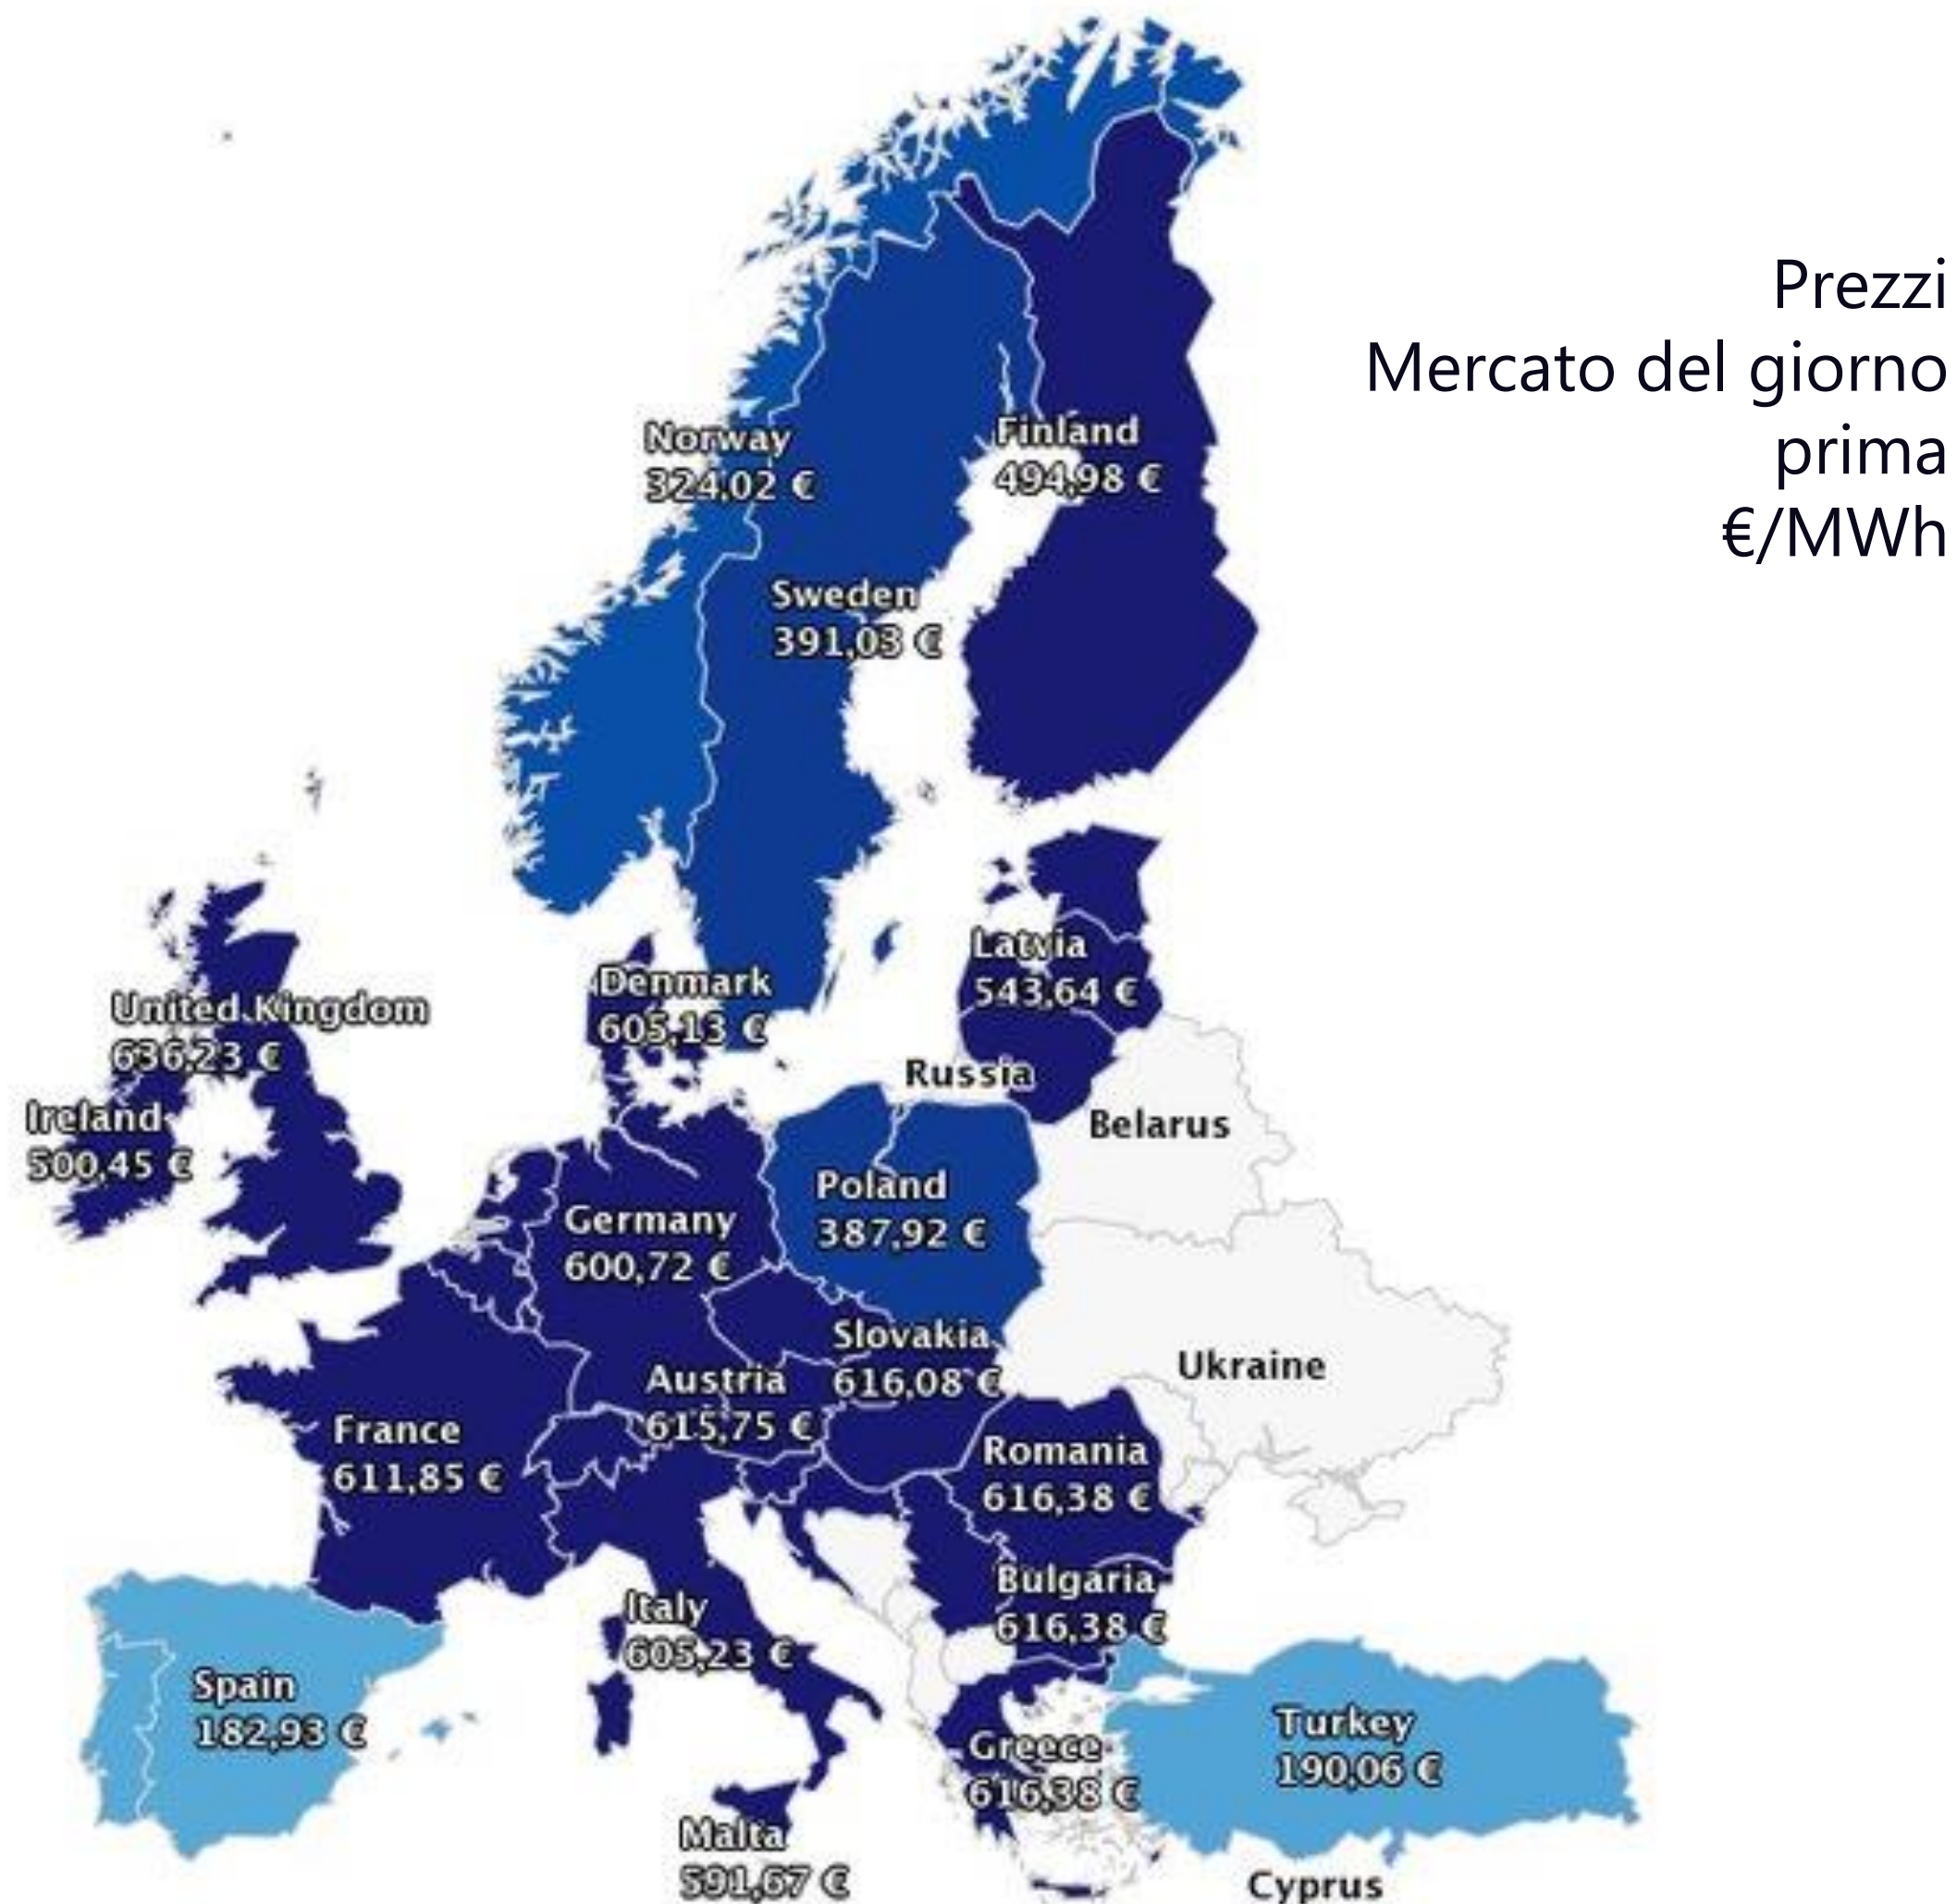 Prezzi
Mercato del giorno
prima
€/MWh
Norway
324,02 €
Finland
494,98 €
Sweden
391,03 €
Latvia
543,64 €
Denmark
605,13 €
United Kingdom
636,23 €
Russia
Ireland
500,45 €
Belarus
Poland
387,92 €
Germany
600,72 €
Slovakia
616,08 €
Ukraine
Austria
615,75 €
France
611,85 €
Romania
616,38 €
Bulgaria
616,38 €
Italy
605,23 €
Spain
182,93 €
Turkey
190,06 €
Greece
616,38 €
Malta
591,67 €
Cyprus